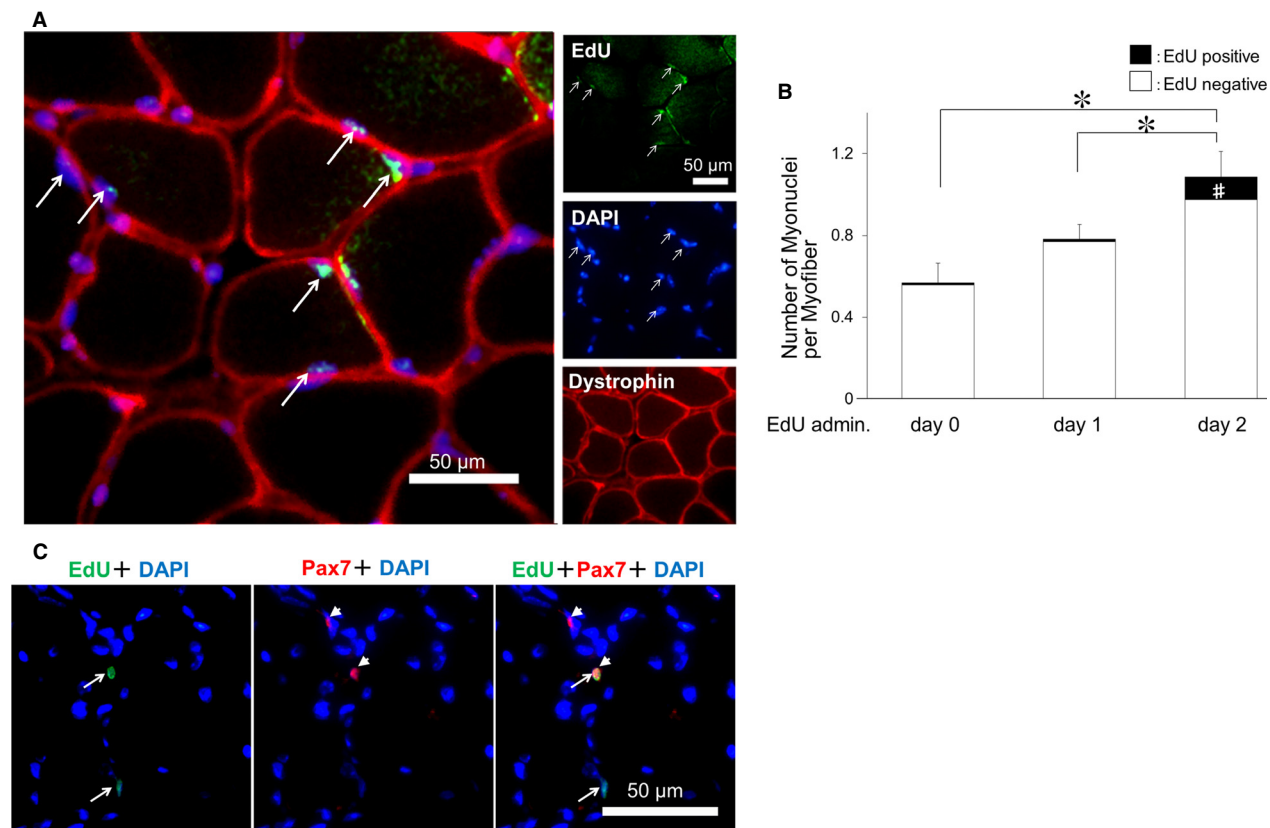 A
EdU
50 μm
DAPI
Dystrophin
50 μm
B
: EdU positive
: EdU negative
*
*
#
Number of Myonuclei
per Myofiber
1.2
0.8
0.4
0
EdU admin. day 0 day 1 day 2
C
EdU + DAPI
Pax7 + DAPI
EdU + Pax7 + DAPI
50 μm